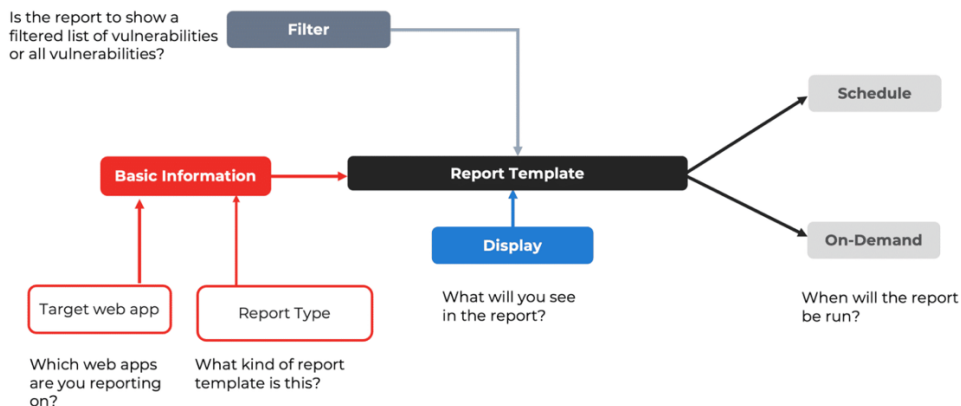 Is the report to show a
filtered list of vulnerabilities
or all vulnerabilities?
Filter
Schedule
Basic Information
Report Template
On-Demand
Display
Target web app
Report Type
What will you see
in the report?
When will the report
be run?
Which web apps
are you reporting
on?
What kind of report
template is this?